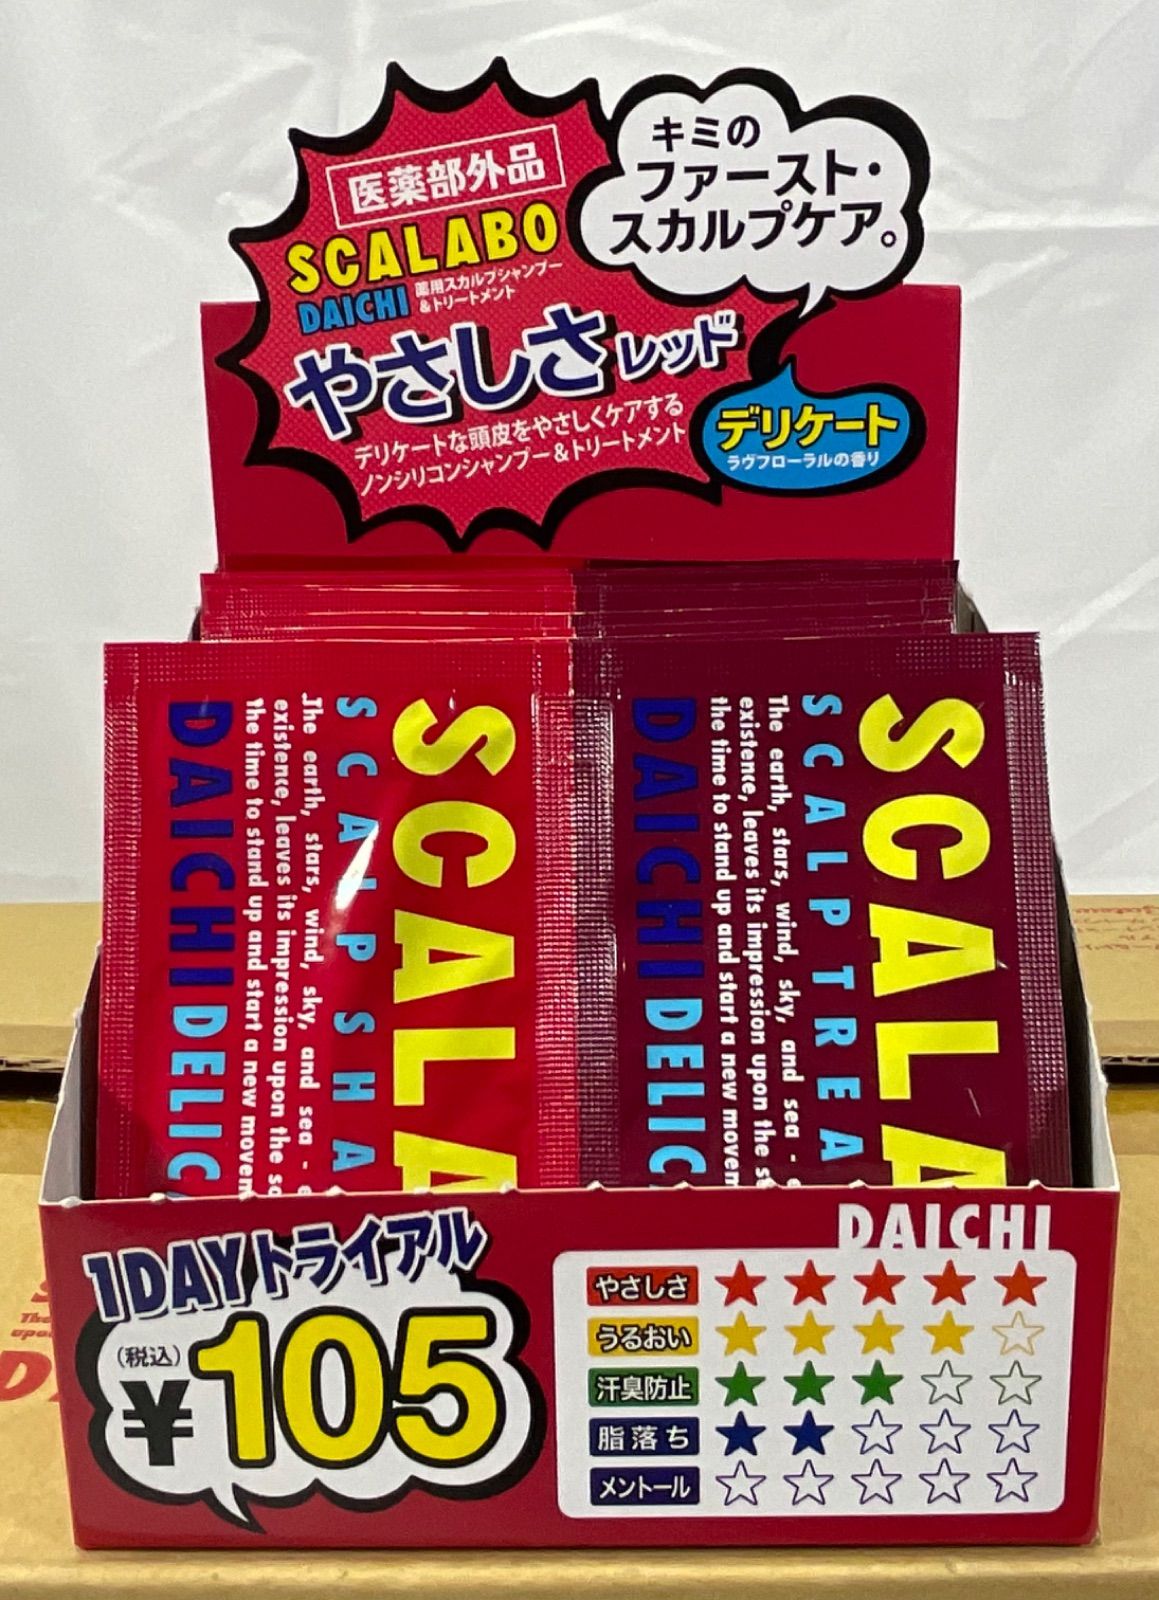 医薬部外品
SCALABO
DAICHI
薬用スカルプシャンプー
&トリートメント
やさしさレッド
デリケートな頭皮をやさしくケアする
ノンシリコンシャンプー&トリートメント
キミの
ファースト・
スカルプケア。
デリケート
ラヴフローラルの香り
SCALA
SCALP SHA
The earth, stars, wind, sky, and sea - e
existence, leaves its impression upon the so
the time to stand up and start a new movem
DAICHI DELIC
SCALA
SCALP TREA
The earth, stars, wind, sky, and sea - e
existence, leaves its impression upon the s
the time to stand up and start a new movem
DAICHI DELIC
1DAYトライアル
(税込)
¥105
DAICHI
やさしさ ★★★★★
うるおい ★★★★☆
汗臭防止 ★★★☆☆
脂落ち ★★☆☆☆
メントール ☆☆☆☆☆